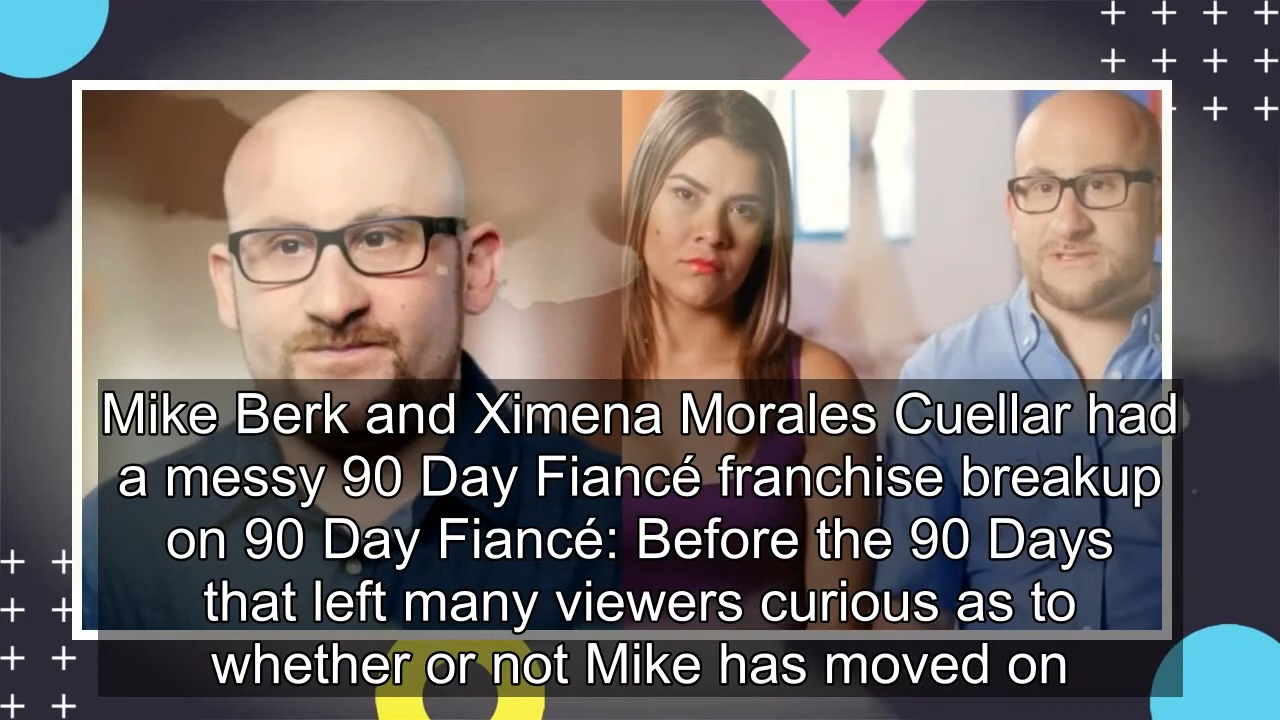 Mike Berk and Ximena Morales Cuellar had
a messy 90 Day Fiancé franchise breakup
on 90 Day Fiancé: Before the 90 Days
that left many viewers curious as to
whether or not Mike has moved on